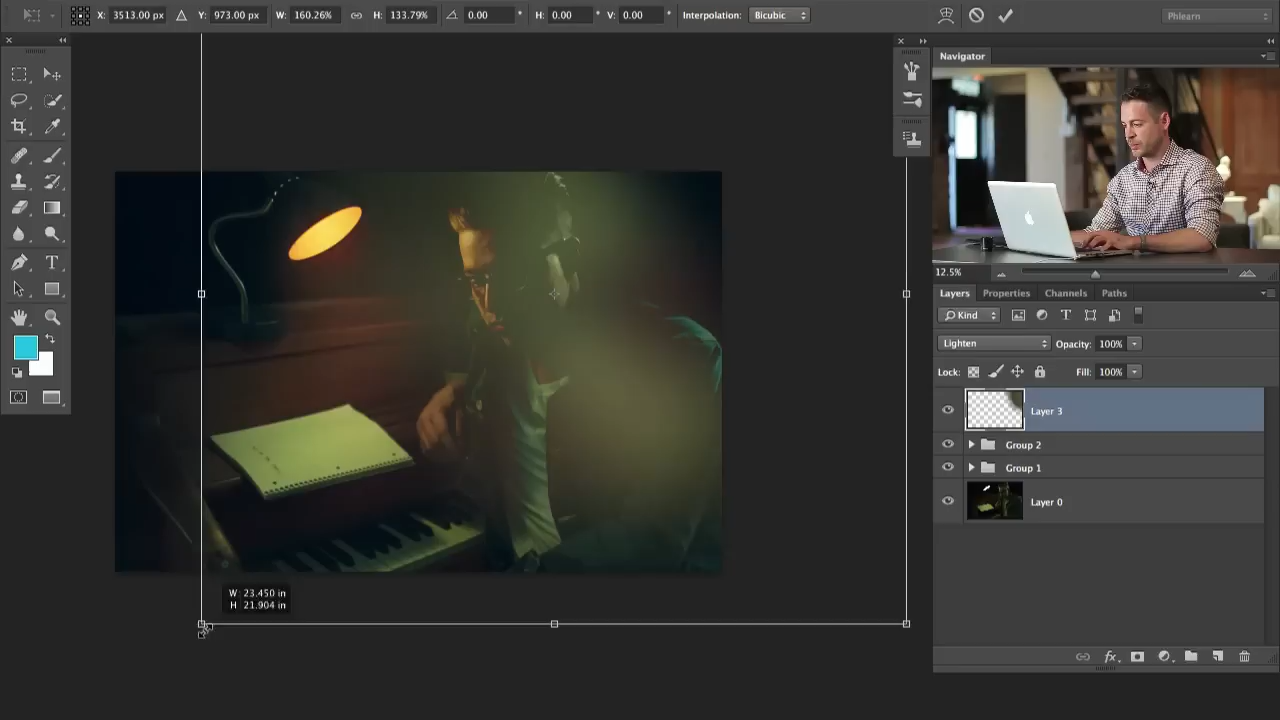 X: 3513.00 px Y: 973.00 px W: 160.26% H: 133.79% 0.00 ° H: 0.00 ° V: 0.00 ° Interpolation: Bicubic Phlearn
Navigator
12.5%
Layers Properties Channels Paths
Kind T
Lighten Opacity: 100%
Lock: Fill: 100%
Layer 3
Group 2
Group 1
Layer 0
fx
T
W: 23.450 in
H: 21.904 in